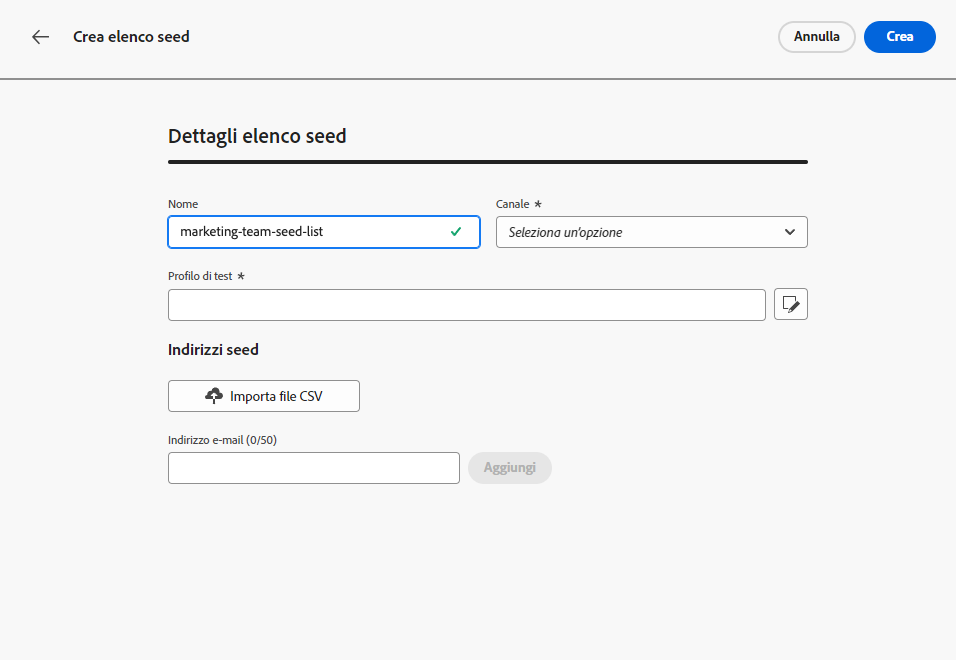 Crea elenco seed
Annulla
Crea
Dettagli elenco seed
Nome
Canale *
marketing-team-seed-list
Seleziona un'opzione
Profilo di test *
Indirizzi seed
Importa file CSV
Indirizzo e-mail (0/50)
Aggiungi